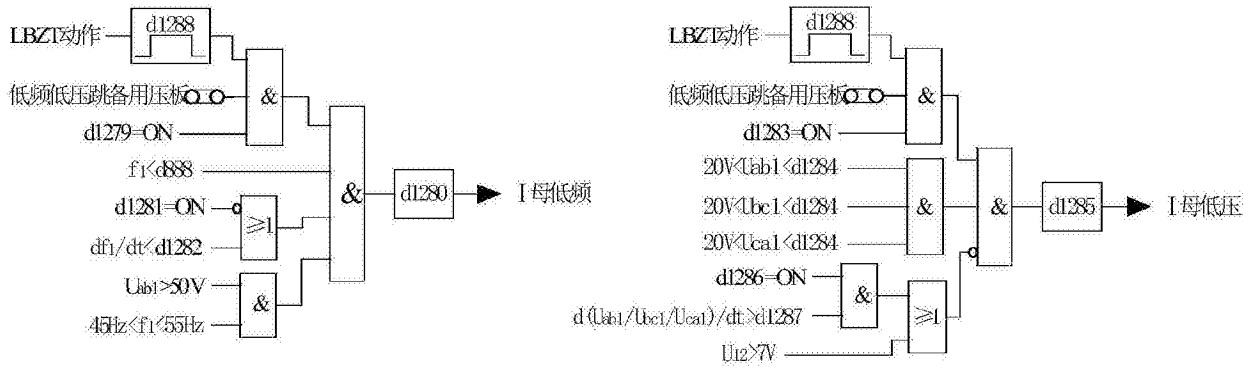 d1288
LBZT动作
&
低频低压跳备用压板
d1279=ON
f1<d888
&
d1280
I母低频
d1281=ON
≥1
df1/dt<d1282
Uab1>50V
&
45Hz<f1<55Hz
d1288
LBZT动作
&
低频低压跳备用压板
d1283=ON
20V<Uab1<d1284
20V<Ubc1<d1284
&
&
d1285
I母低压
20V<Uca1<d1284
d1286=ON
&
d(Uab1/Ubc1/Uca1)/dt>d1287
≥1
U12>7V